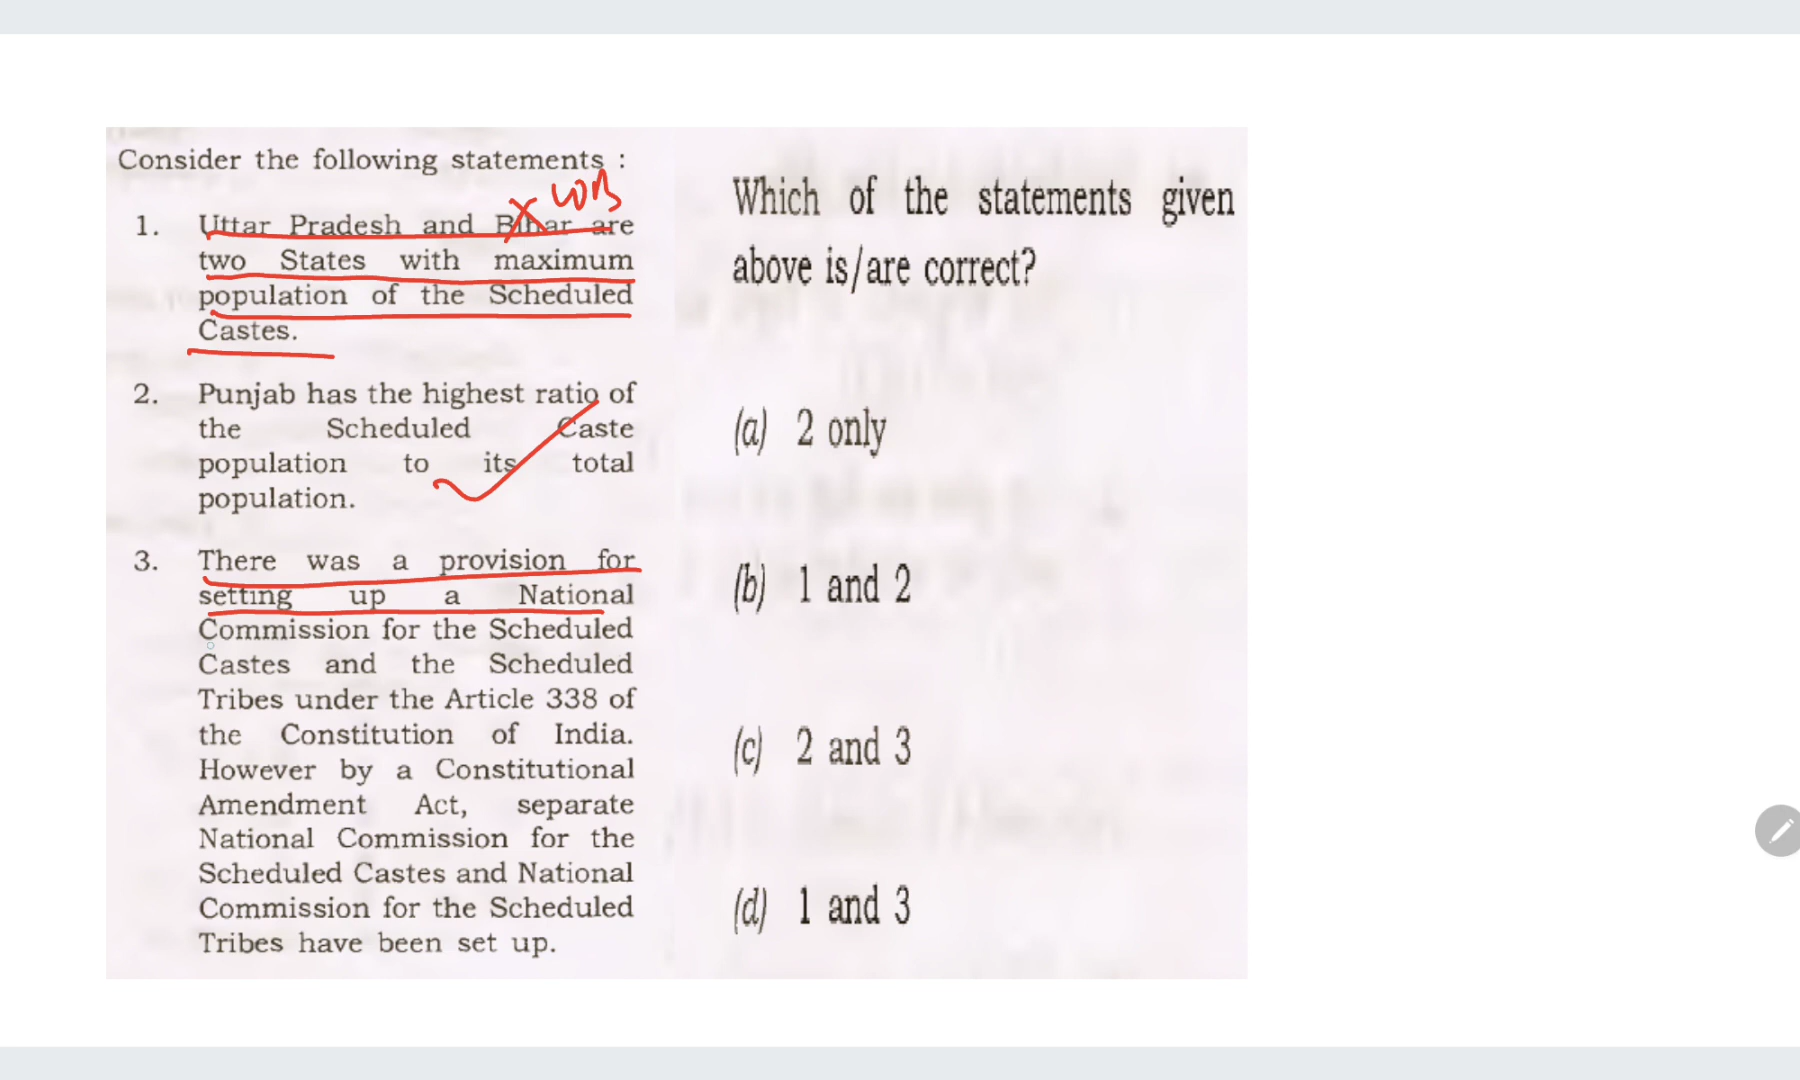 Consider the following statements :
WB
1. Uttar Pradesh and Bihar are
two States with maximum
population of the Scheduled
Castes.
2. Punjab has the highest ratio of
the Scheduled Caste
population to its total
population.
3. There was a provision for
setting up a National
Commission for the Scheduled
Castes and the Scheduled
Tribes under the Article 338 of
the Constitution of India.
However by a Constitutional
Amendment Act, separate
National Commission for the
Scheduled Castes and National
Commission for the Scheduled
Tribes have been set up.
Which of the statements given
above is/are correct?
(a) 2 only
(b) 1 and 2
(c) 2 and 3
(d) 1 and 3